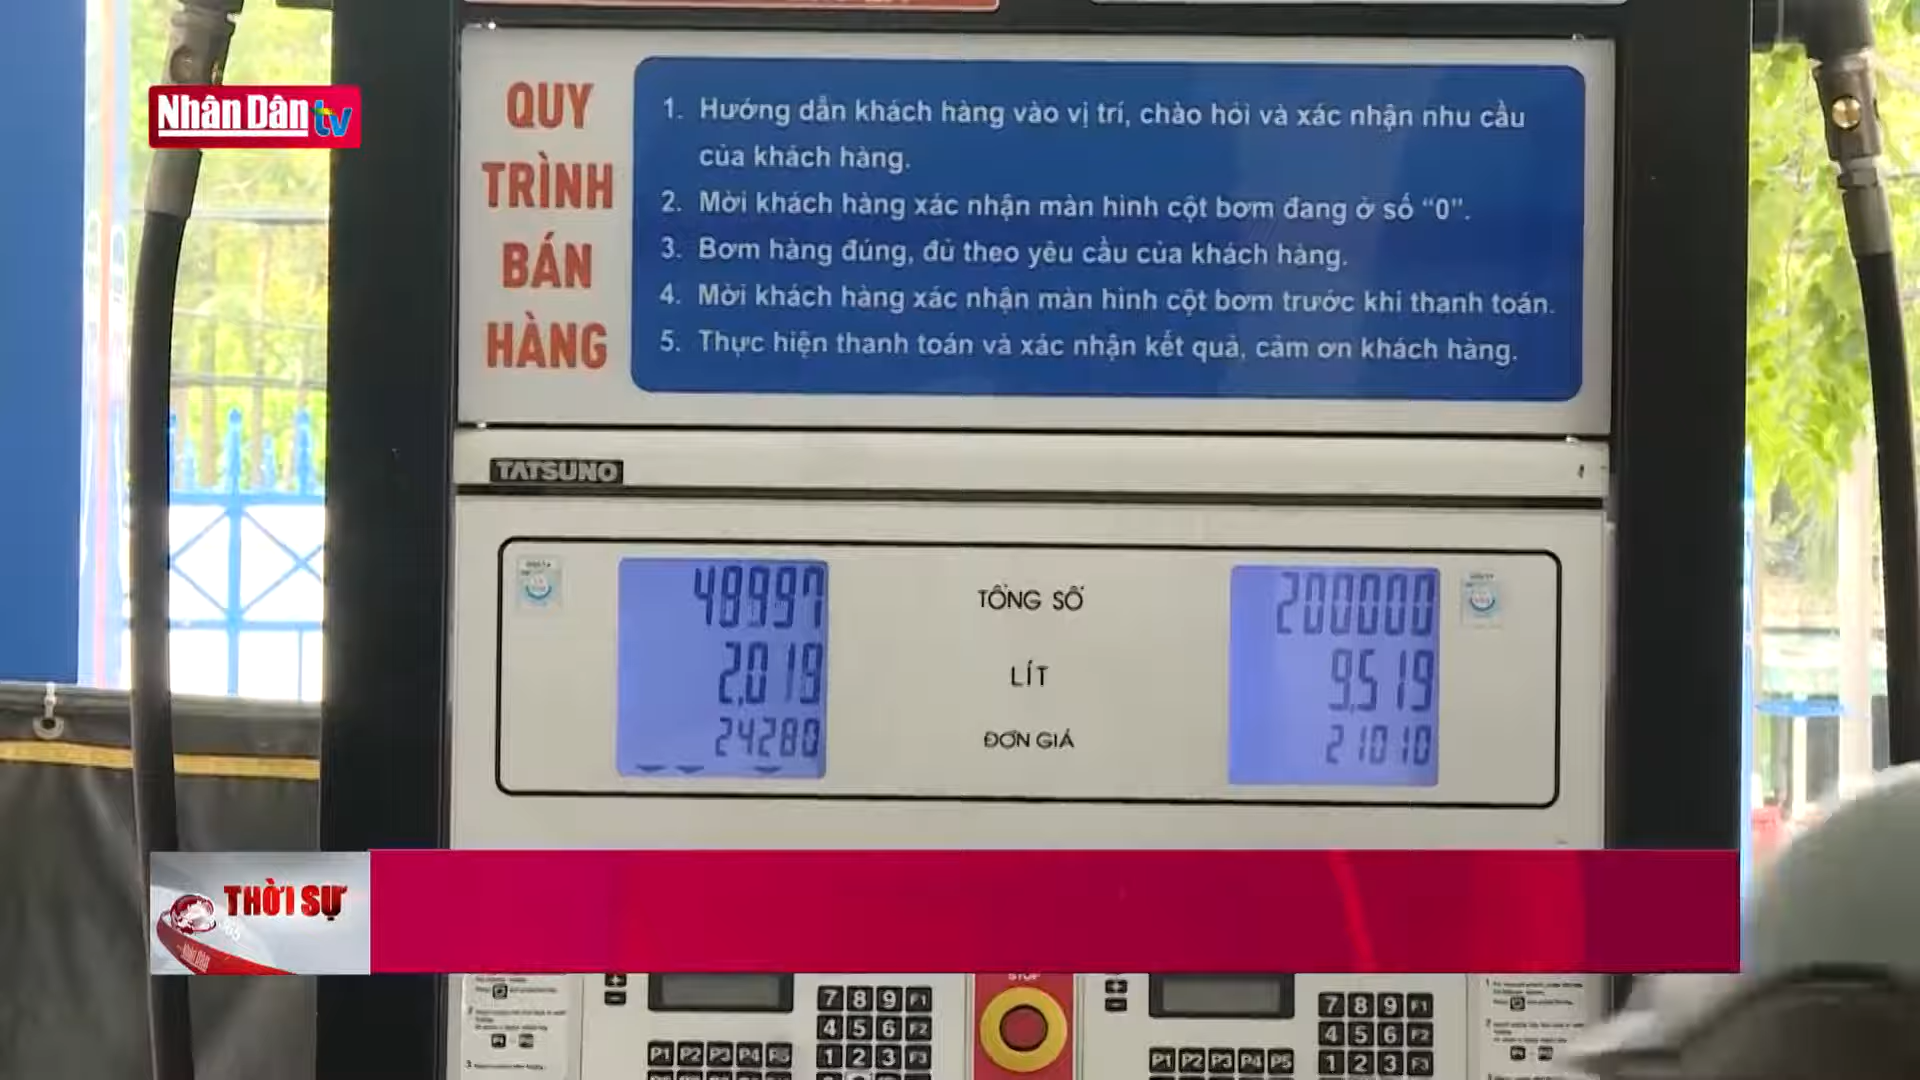 Nhân Dân tv
QUY
TRÌNH
BÁN
HÀNG
1. Hướng dẫn khách hàng vào vị trí, chào hỏi và xác nhận nhu cầu
của khách hàng.
2. Mời khách hàng xác nhận màn hình cột bơm đang ở số “0”.
3. Bơm hàng đúng, đủ theo yêu cầu của khách hàng.
4. Mời khách hàng xác nhận màn hình cột bơm trước khi thanh toán.
5. Thực hiện thanh toán và xác nhận kết quả, cảm ơn khách hàng.
TATSUNO
48997 TỔNG SỐ 200000
2,019 LÍT 9,519
24280 ĐƠN GIÁ 21010
THỜI SỰ
NHÂN DÂN
STOP
7 8 9 F1
4 5 6 F2
1 2 3 F3
P1 P2 P3 P4 P5
7 8 9 F1
4 5 6 F2
1 2 3 F3
P1 P2 P3 P4 P5